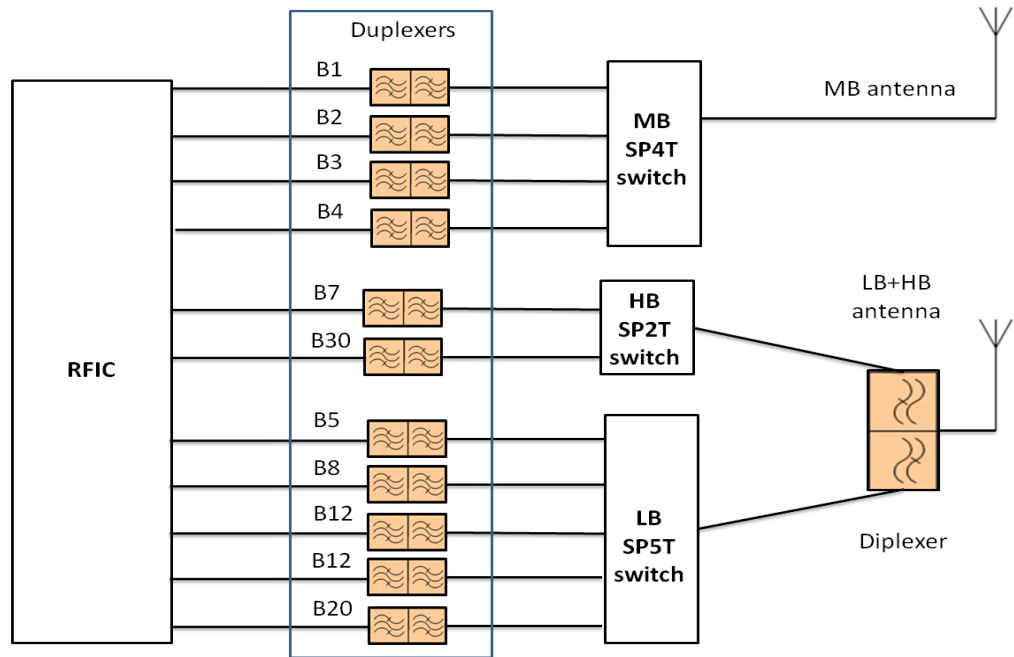 Duplexers
B1
B2
B3
B4
MB
SP4T
switch
MB antenna
RFIC
B7
B30
HB
SP2T
switch
LB+HB
antenna
B5
B8
B12
B12
B20
LB
SP5T
switch
Diplexer